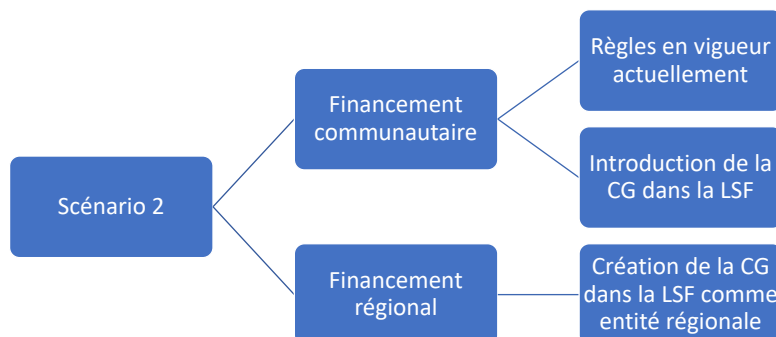 Scénario 2
Financement
communautaire
Règles en vigueur
actuellement
Introduction de la
CG dans la LSF
Financement
régional
Création de la CG
dans la LSF comme
entité régionale